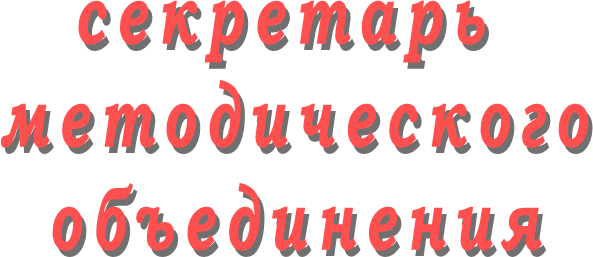 секретарь
методического
объединения